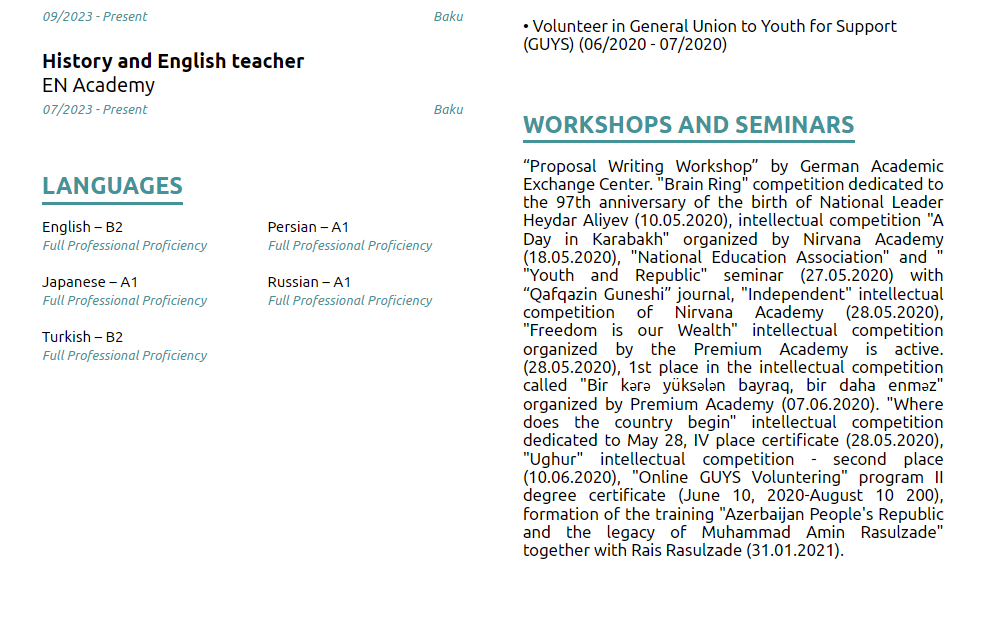 09/2023 - Present Baku
History and English teacher
EN Academy
07/2023 - Present Baku
LANGUAGES
English – B2 Persian – A1
Full Professional Proficiency Full Professional Proficiency
Japanese – A1 Russian – A1
Full Professional Proficiency Full Professional Proficiency
Turkish – B2
Full Professional Proficiency
• Volunteer in General Union to Youth for Support
(GUYS) (06/2020 - 07/2020)
WORKSHOPS AND SEMINARS
“Proposal Writing Workshop” by German Academic
Exchange Center. "Brain Ring" competition dedicated to
the 97th anniversary of the birth of National Leader
Heydar Aliyev (10.05.2020), intellectual competition "A
Day in Karabakh" organized by Nirvana Academy
(18.05.2020), "National Education Association" and "
"Youth and Republic" seminar (27.05.2020) with
“Qafqazin Guneshi” journal, "Independent" intellectual
competition of Nirvana Academy (28.05.2020),
"Freedom is our Wealth" intellectual competition
organized by the Premium Academy is active.
(28.05.2020), 1st place in the intellectual competition
called "Bir kərə yüksələn bayraq, bir daha enməz"
organized by Premium Academy (07.06.2020). "Where
does the country begin" intellectual competition
dedicated to May 28, IV place certificate (28.05.2020),
"Ughur" intellectual competition - second place
(10.06.2020), "Online GUYS Voluntering" program II
degree certificate (June 10, 2020-August 10 200),
formation of the training "Azerbaijan People's Republic
and the legacy of Muhammad Amin Rasulzade"
together with Rais Rasulzade (31.01.2021).